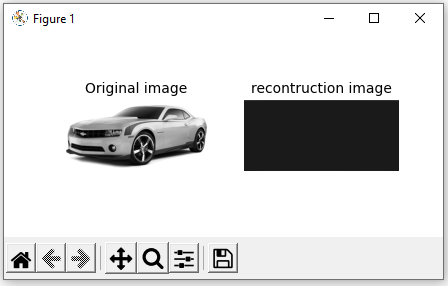 Figure 1
Original image
recontruction image